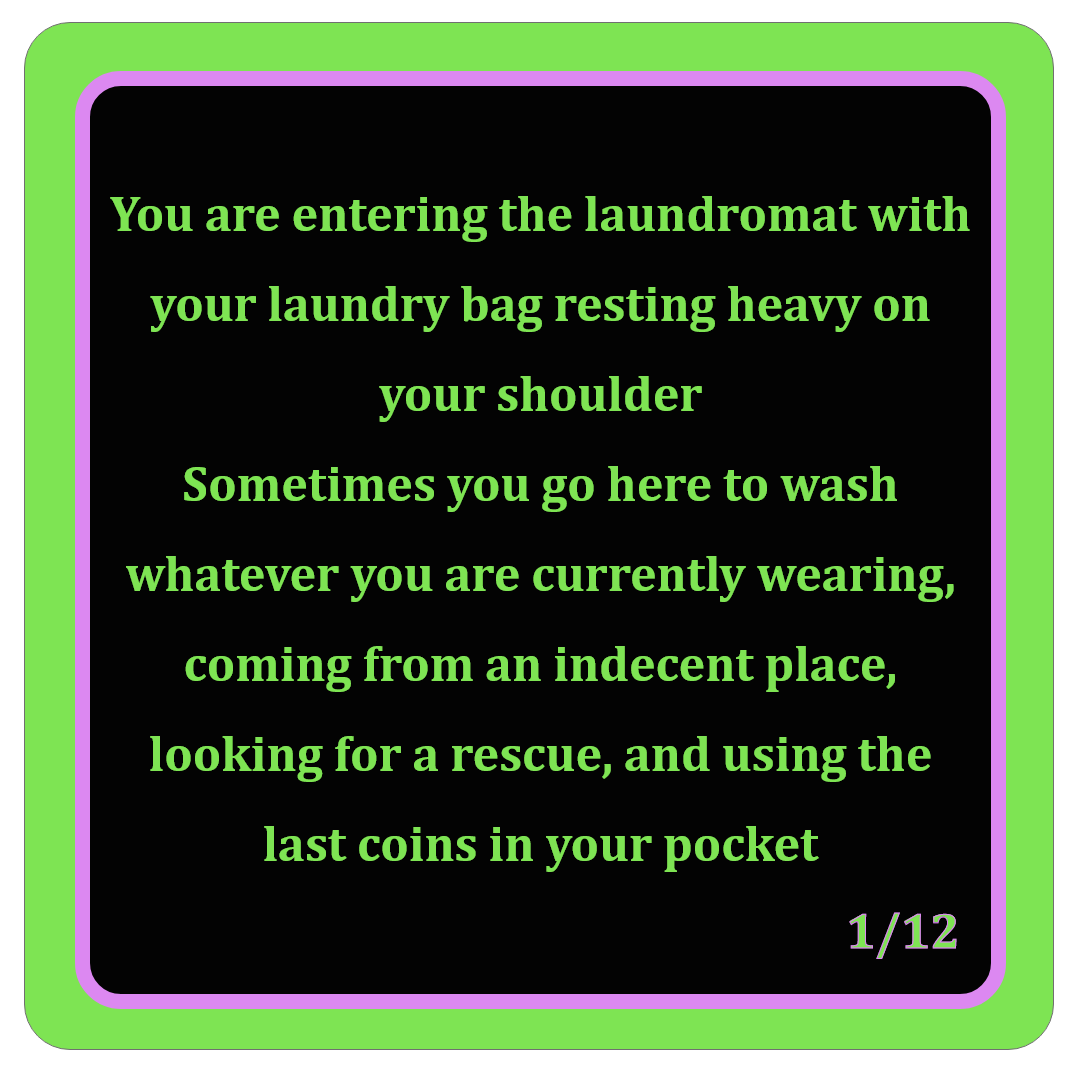 You are entering the laundromat with
your laundry bag resting heavy on
your shoulder
Sometimes you go here to wash
whatever you are currently wearing,
coming from an indecent place,
looking for a rescue, and using the
last coins in your pocket
1/12